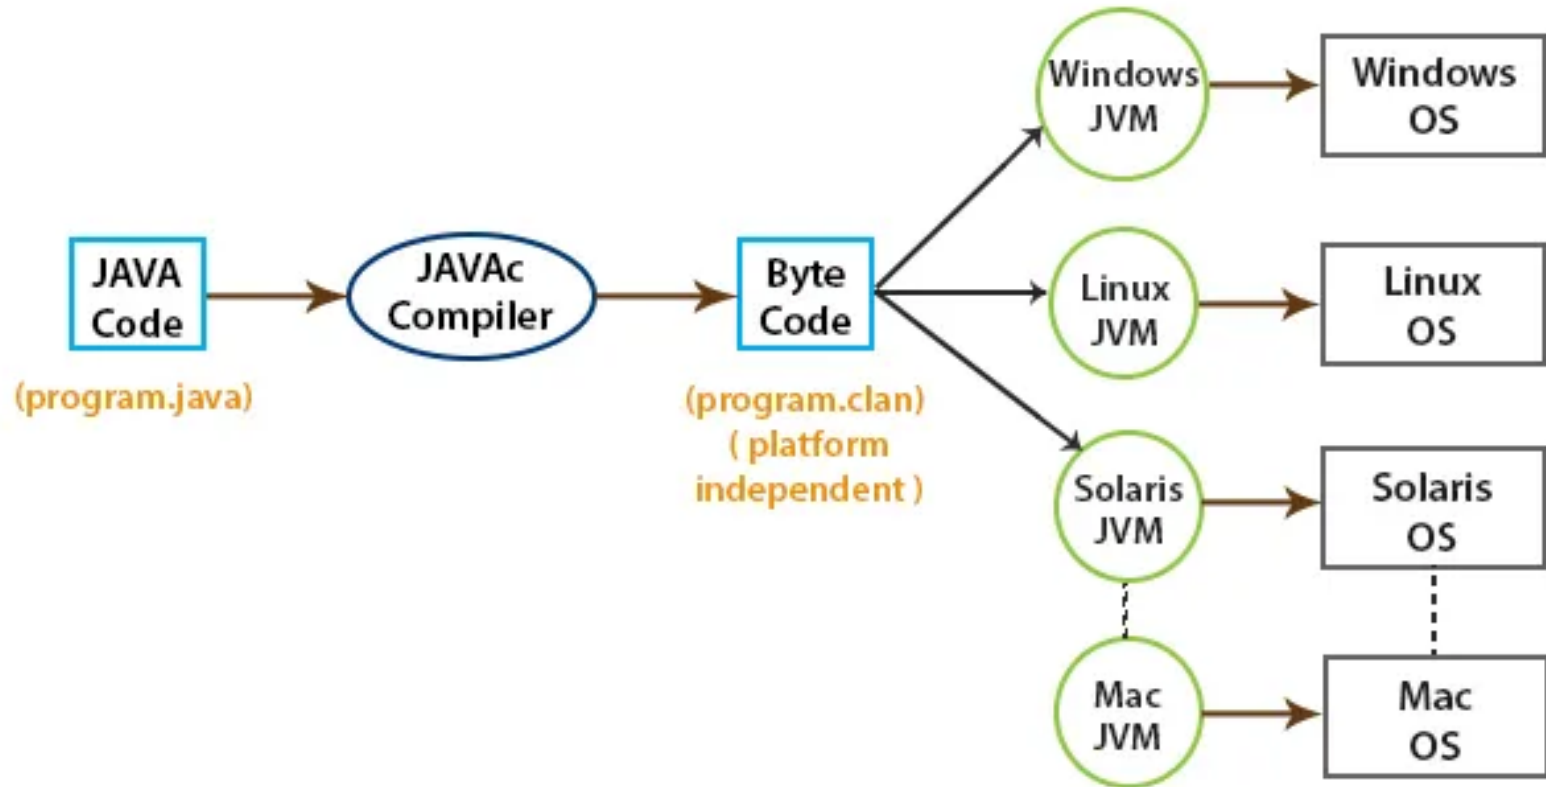 JAVA
Code
(program.java)
JAVAc
Compiler
Byte
Code
(program.clan)
( platform
independent )
Windows
JVM
Windows
OS
Linux
JVM
Linux
OS
Solaris
JVM
Solaris
OS
Mac
JVM
Mac
OS